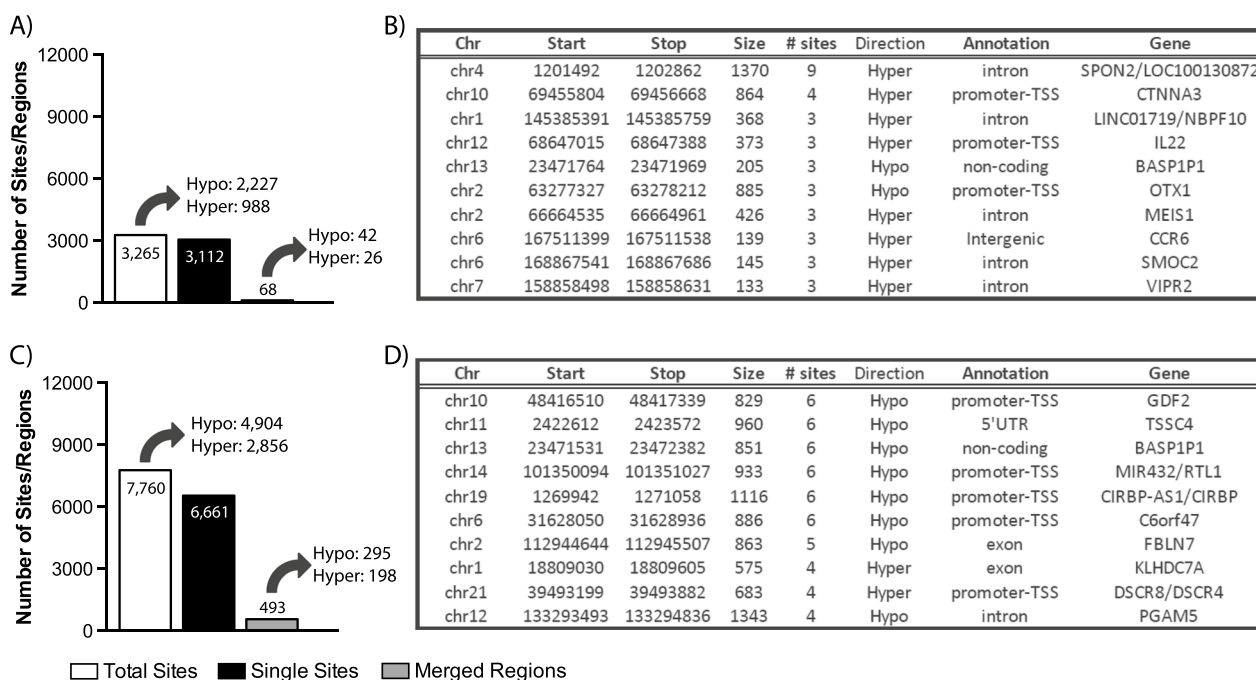 A)
Number of Sites/Regions
12000
9000
6000
3000
0
Hypo: 2,227
Hyper: 988
Hypo: 42
Hyper: 26
3,265
3,112
68
B)
Chr Start Stop Size # sites Direction Annotation Gene
chr4 1201492 1202862 1370 9 Hyper intron SPON2/LOC100130872
chr10 69455804 69456668 864 4 Hyper promoter-TSS CTNNA3
chr1 145385391 145385759 368 3 Hyper intron LINC01719/NBPF10
chr12 68647015 68647388 373 3 Hyper promoter-TSS IL22
chr13 23471764 23471969 205 3 Hypo non-coding BASP1P1
chr2 63277327 63278212 885 3 Hypo promoter-TSS OTX1
chr2 66664535 66664961 426 3 Hyper intron MEIS1
chr6 167511399 167511538 139 3 Hyper Intergenic CCR6
chr6 168867541 168867686 145 3 Hyper intron SMOC2
chr7 158858498 158858631 133 3 Hyper intron VIPR2
C)
Number of Sites/Regions
12000
9000
6000
3000
0
Hypo: 4,904
Hyper: 2,856
Hypo: 295
Hyper: 198
7,760
6,661
493
D)
Chr Start Stop Size # sites Direction Annotation Gene
chr10 48416510 48417339 829 6 Hypo promoter-TSS GDF2
chr11 2422612 2423572 960 6 Hypo 5'UTR TSSC4
chr13 23471531 23472382 851 6 Hypo non-coding BASP1P1
chr14 101350094 101351027 933 6 Hypo promoter-TSS MIR432/RTL1
chr19 1269942 1271058 1116 6 Hypo promoter-TSS CIRBP-AS1/CIRBP
chr6 31628050 31628936 886 6 Hypo promoter-TSS C6orf47
chr2 112944644 112945507 863 5 Hypo exon FBLN7
chr1 18809030 18809605 575 4 Hyper exon KLHDC7A
chr21 39493199 39493882 683 4 Hyper promoter-TSS DSCR8/DSCR4
chr12 133293493 133294836 1343 4 Hypo intron PGAM5
Total Sites Single Sites Merged Regions